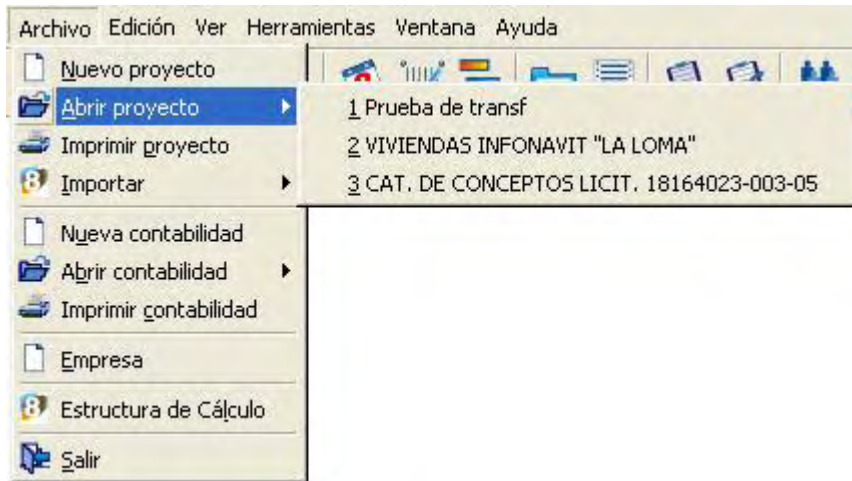 Archivo Edición Ver Herramientas Ventana Ayuda
Nuevo proyecto
Abrir proyecto
1 Prueba de transf
2 VIVIENDAS INFONAVIT "LA LOMA"
3 CAT. DE CONCEPTOS LICIT. 18164023-003-05
Imprimir proyecto
Importar
Nueva contabilidad
Abrir contabilidad
Imprimir contabilidad
Empresa
Estructura de Cálculo
Salir